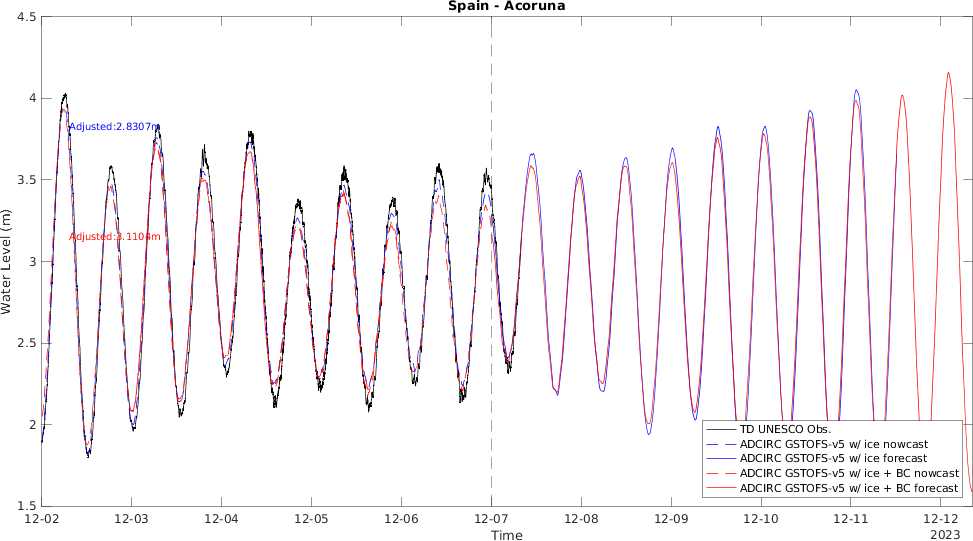 Spain - Acoruna
4.5
4
3.5
3
2.5
2
1.5
Water Level (m)
Adjusted:2.8307m
Adjusted:3.1104m
TD UNESCO Obs.
ADCIRC GSTOFS-v5 w/ ice nowcast
ADCIRC GSTOFS-v5 w/ ice forecast
ADCIRC GSTOFS-v5 w/ ice + BC nowcast
ADCIRC GSTOFS-v5 w/ ice + BC forecast
12-02 12-03 12-04 12-05 12-06 12-07 12-08 12-09 12-10 12-11 12-12
Time
2023